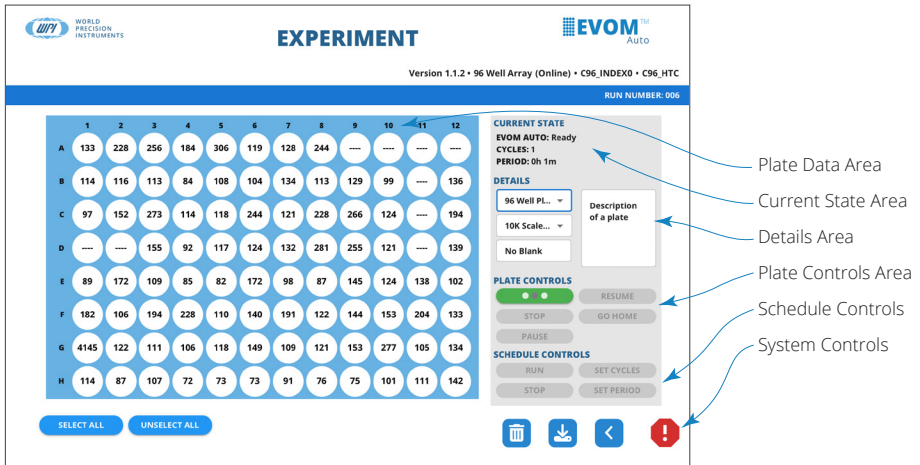 WPI
WORLD
PRECISION
INSTRUMENTS
EXPERIMENT
EVOM™
Auto
Version 1.1.2 • 96 Well Array (Online) • C96_INDEX0 • C96_HTC
RUN NUMBER: 006
1 2 3 4 5 6 7 8 9 10 11 12
A 133 228 256 184 306 119 128 244 ---- ---- ---- ----
B 114 116 113 84 108 104 134 113 129 99 ---- 136
C 97 152 273 114 118 244 121 228 266 124 ---- 194
D ---- ---- 155 92 117 124 132 281 255 121 ---- 139
E 89 172 109 85 82 172 98 87 145 124 138 102
F 182 106 194 228 110 140 191 122 144 153 204 133
G 4145 122 111 106 118 149 109 121 153 277 105 134
H 114 87 107 72 73 73 91 76 75 101 111 142
SELECT ALL UNSELECT ALL
CURRENT STATE
EVOM AUTO: Ready
CYCLES: 1
PERIOD: 0h 1m
DETAILS
96 Well Pl...
10K Scale...
No Blank
Description
of a plate
PLATE CONTROLS
RESUME
STOP GO HOME
PAUSE
SCHEDULE CONTROLS
RUN SET CYCLES
STOP SET PERIOD
Plate Data Area
Current State Area
Details Area
Plate Controls Area
Schedule Controls
System Controls